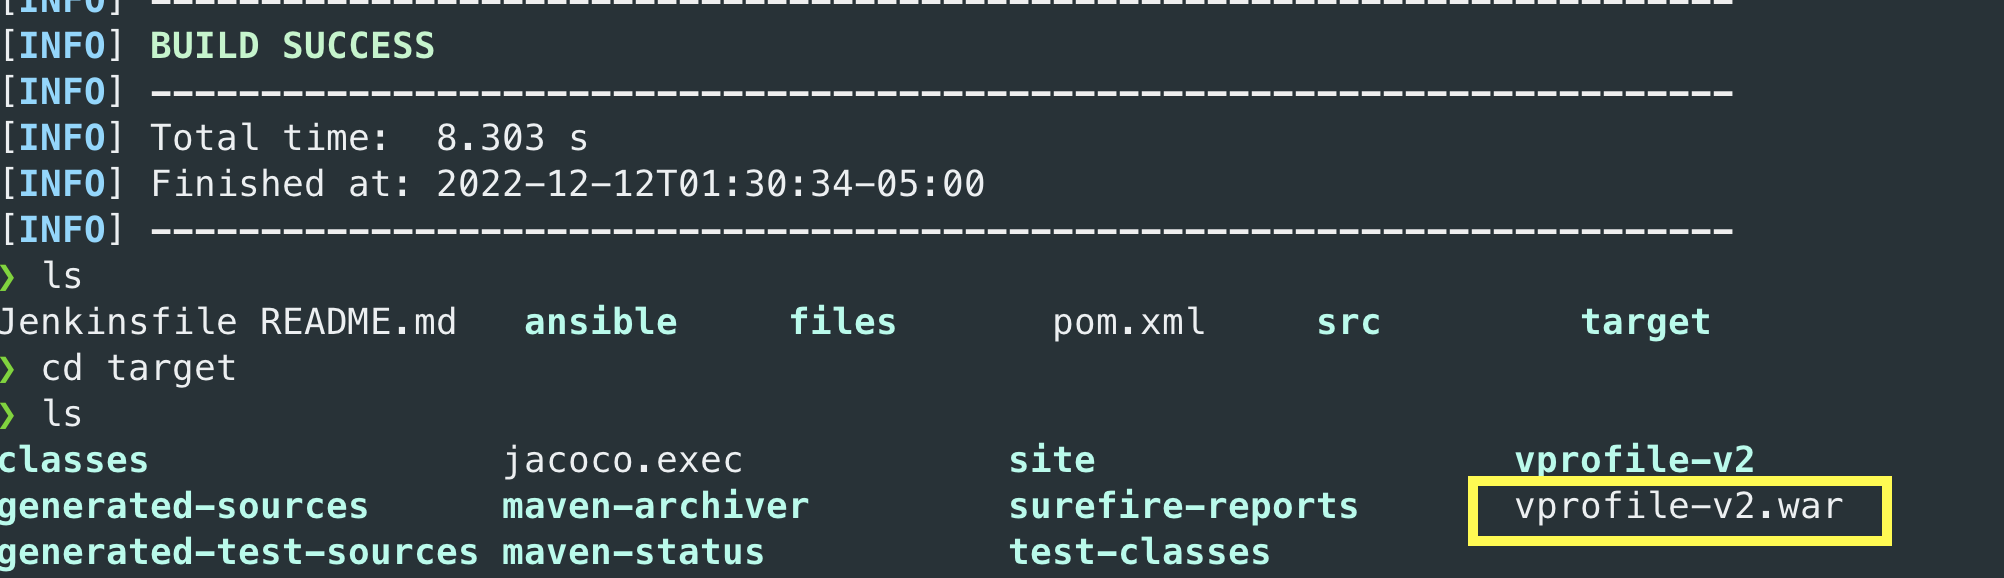 [INFO] ------------------------------------------------------------------------
[INFO] BUILD SUCCESS
[INFO] ------------------------------------------------------------------------
[INFO] Total time:  8.303 s
[INFO] Finished at: 2022-12-12T01:30:34-05:00
[INFO] ------------------------------------------------------------------------
❯ ls
Jenkinsfile README.md   ansible     files       pom.xml     src         target
❯ cd target
❯ ls
classes                jacoco.exec            site                   vprofile-v2
generated-sources      maven-archiver         surefire-reports       vprofile-v2.war
generated-test-sources maven-status           test-classes